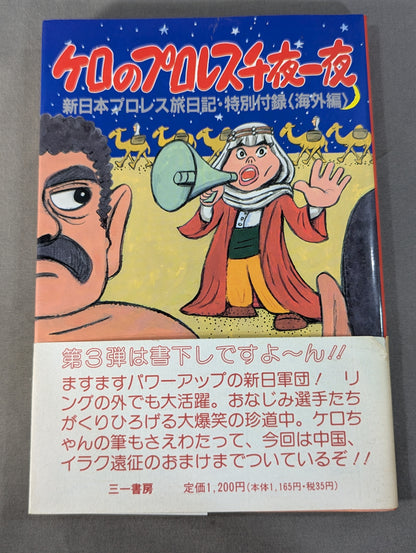 ケロのプロレス千夜一夜
新日本プロレス旅日記・特別付録〈海外編〉
第3弾は書下しですよ〜ん!!
ますますパワーアップの新日軍団! リ
ングの外でも大活躍。おなじみ選手たち
がくりひろげる大爆笑の珍道中。ケロち
ゃんの筆もさえわたって、今回は中国、
イラク遠征のおまけまでついているぞ!!
三一書房 定価1,200円(本体1,165円・税35円)